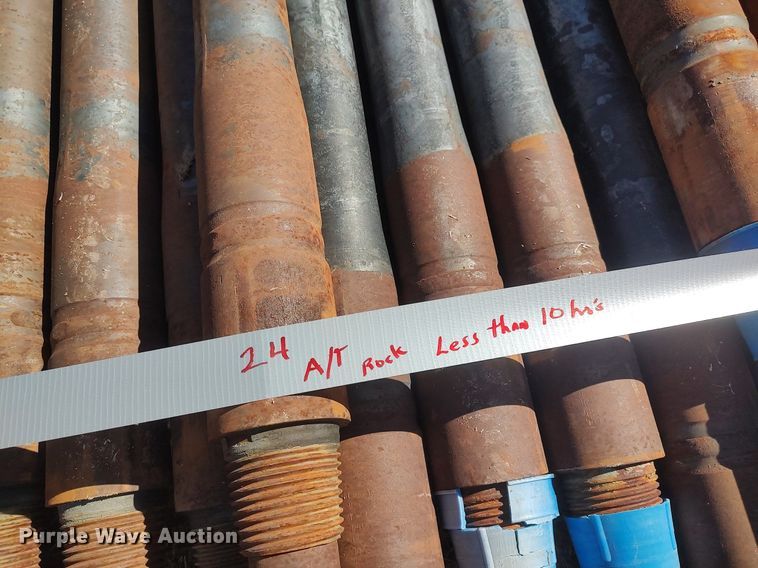 24 A/T Rock Less than 10 hr's
Purple Wave Auction